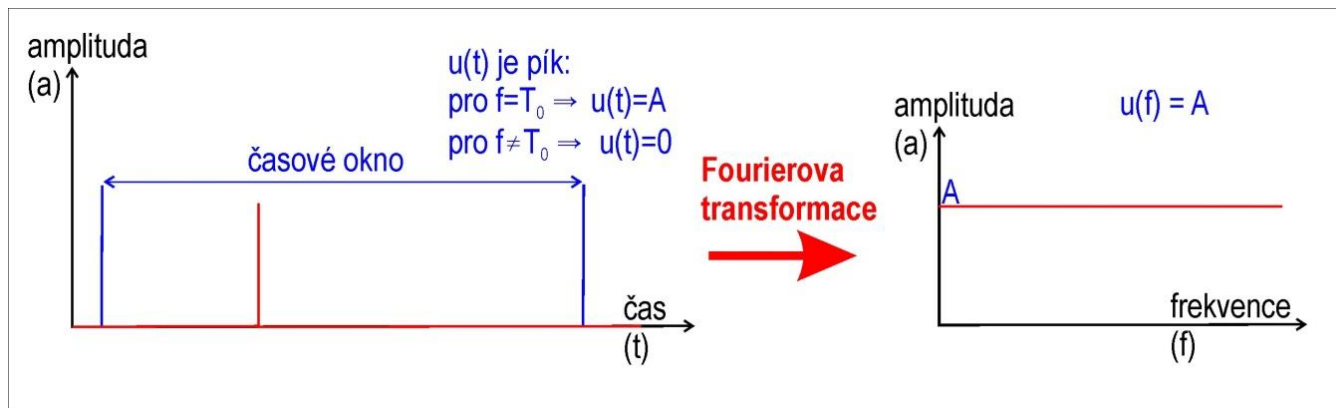 amplituda
(a)
u(t) je pík:
pro f=T₀ ⇒ u(t)=A
pro f≠T₀ ⇒ u(t)=0
časové okno
čas
(t)
Fourierova
transformace
amplituda
(a)
u(f) = A
A
frekvence
(f)